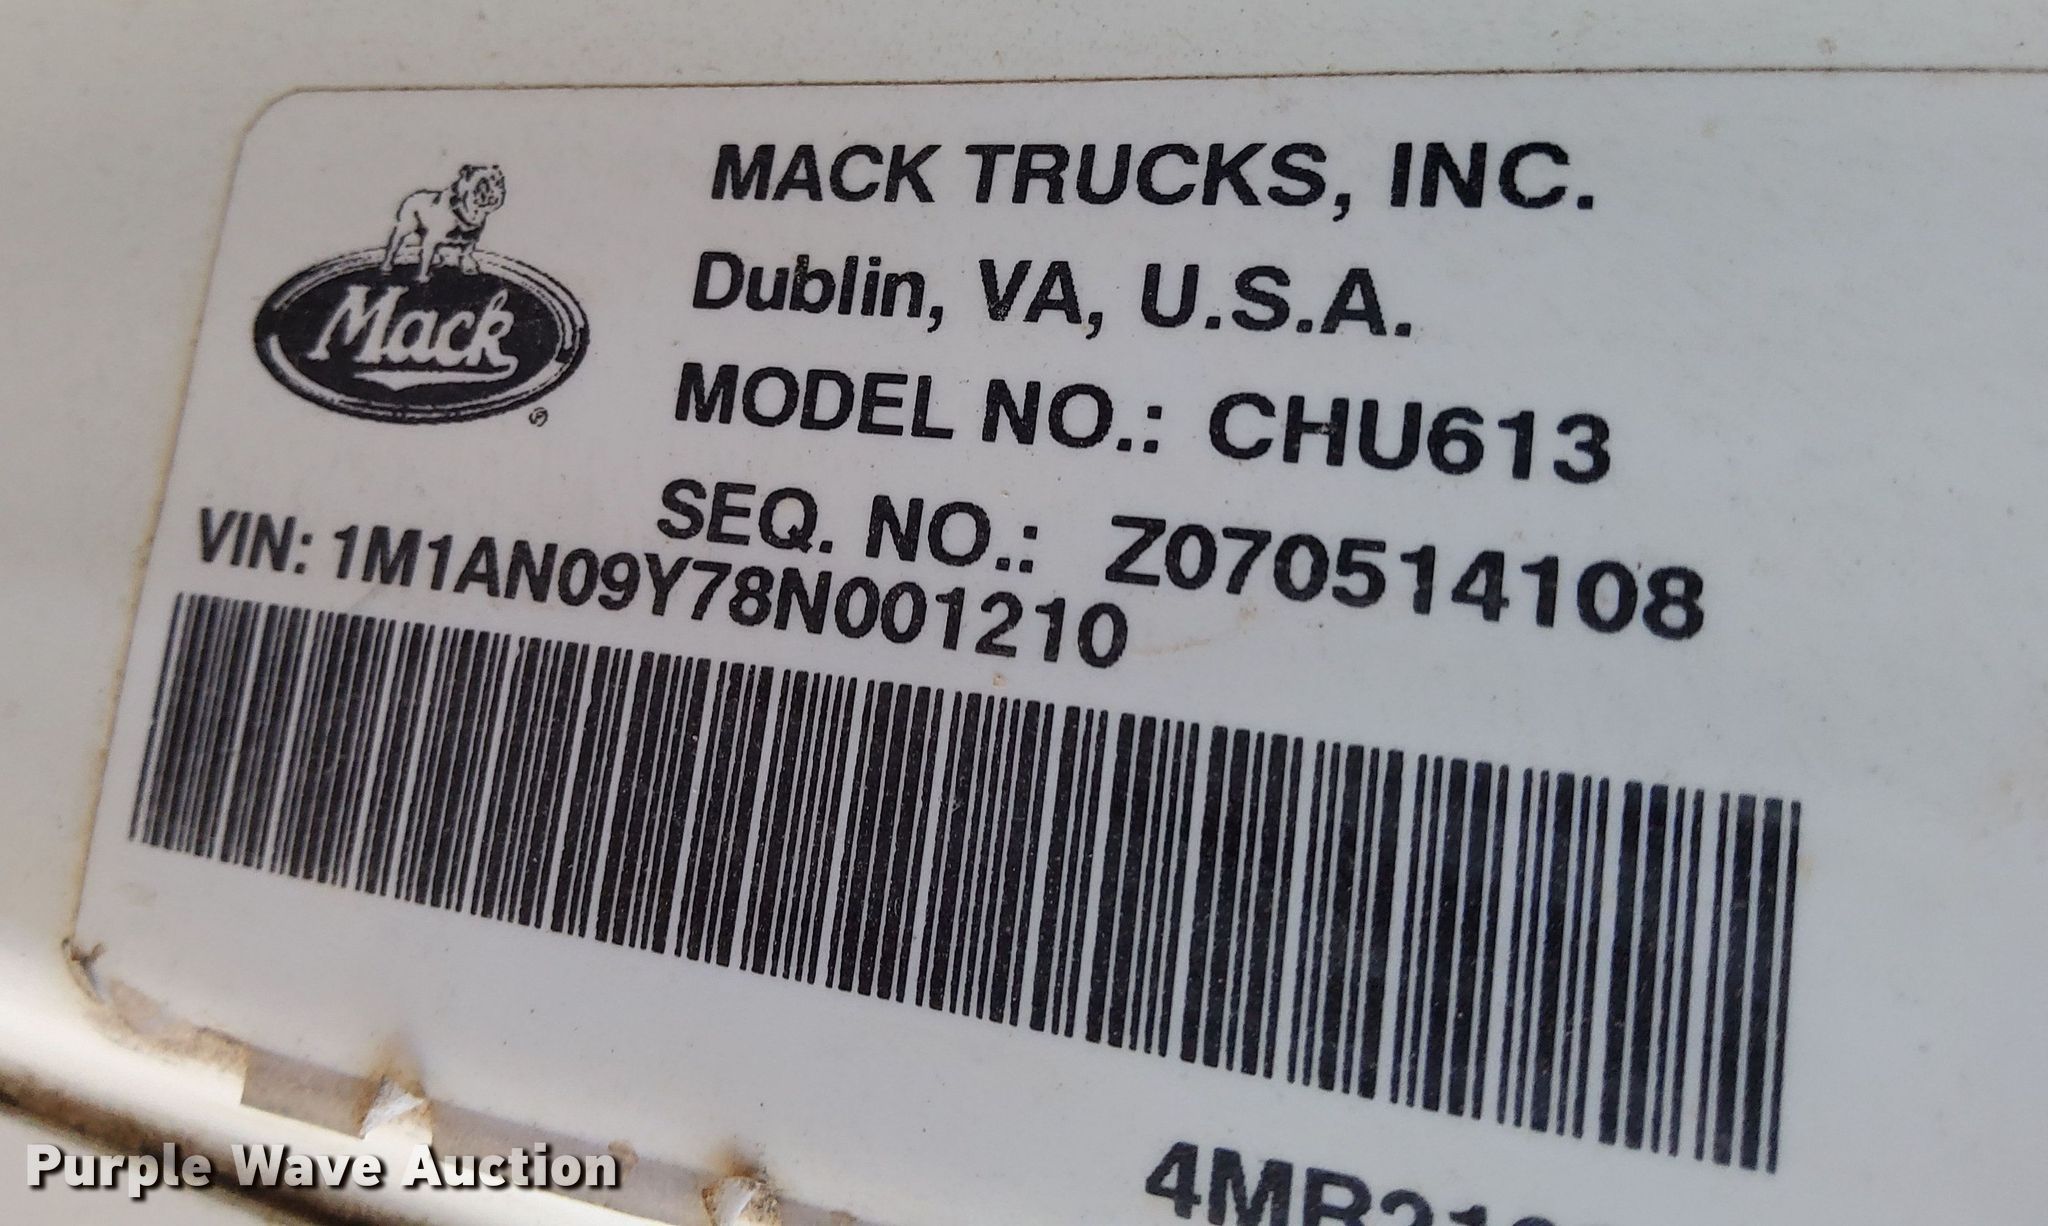 Mack
MACK TRUCKS, INC.
Dublin, VA, U.S.A.
MODEL NO.: CHU613
SEQ. NO.: Z070514108
VIN: 1M1AN09Y78N001210
Purple Wave Auction